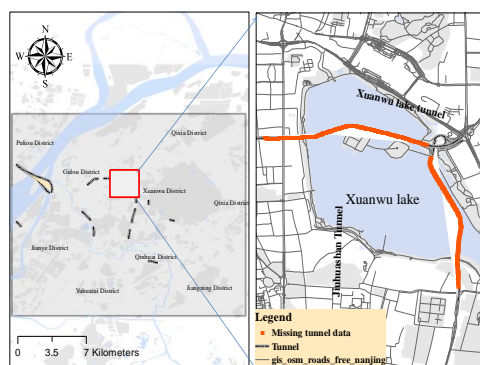 N
W E
S
Qixia District
Pukou District
Gulou District
Xuanwu District
Qixia District
Jianye District
Qinhuai District
Yuhuatai District
Jiangning District
0 3.5 7 Kilometers
Xuanwu lake tunnel
Xuanwu lake
Jiuhuashan Tunnel
Legend
Missing tunnel data
Tunnel
gis_osm_roads_free_nanjing